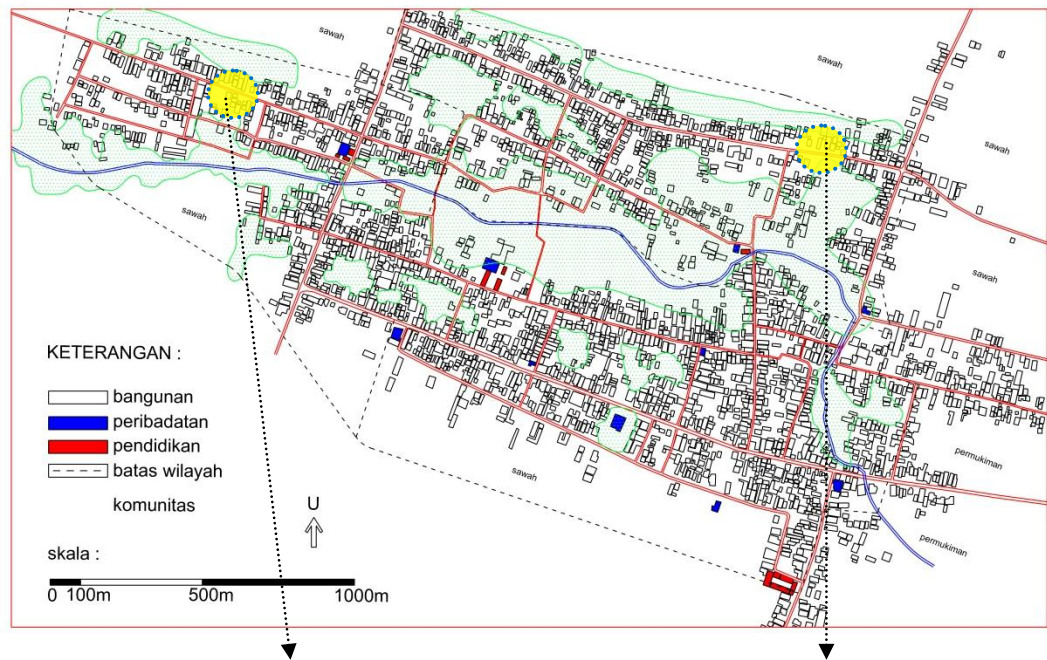 sawah
sawah
sawah
sawah
sawah
sawah
permukiman
permukiman
KETERANGAN :
bangunan
peribadatan
pendidikan
batas wilayah
komunitas
U
skala :
0 100m 500m 1000m